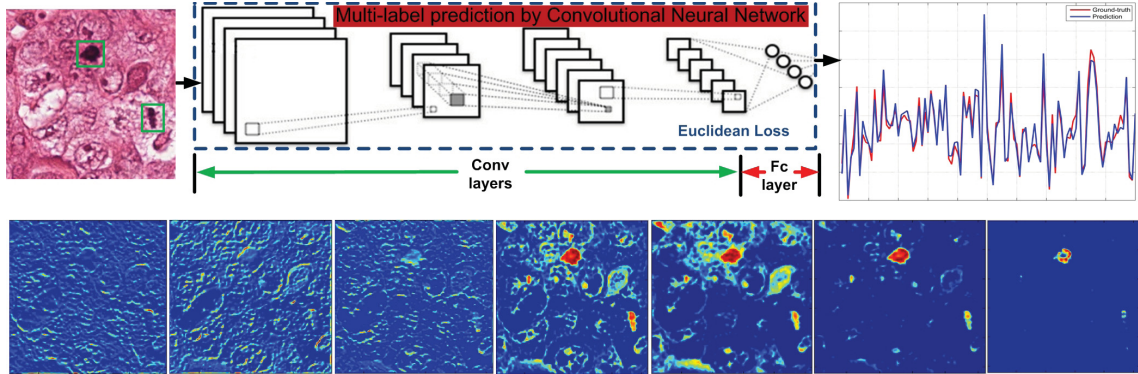 Multi-label prediction by Convolutional Neural Network
Ground-truth
Prediction
Euclidean Loss
Conv
layers
Fc
layer